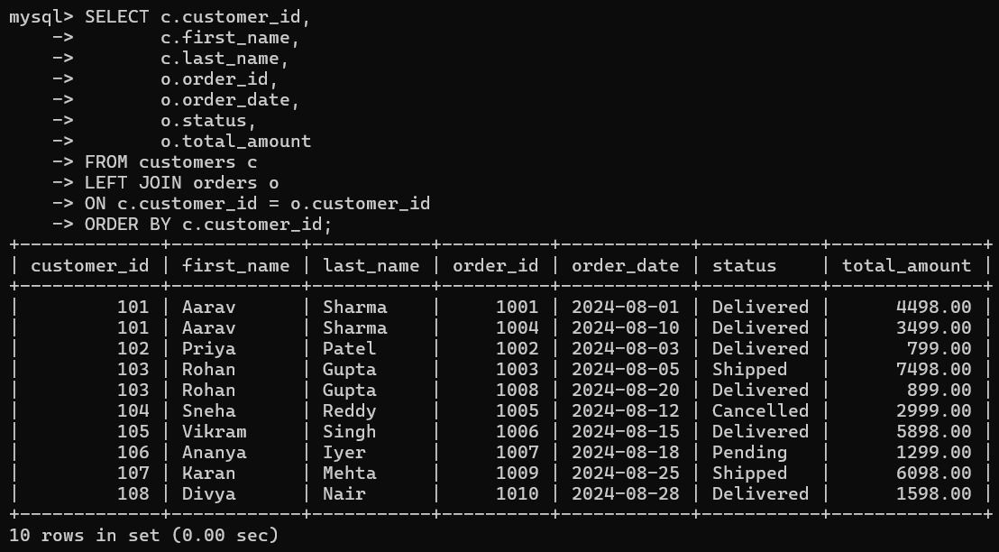 mysql> SELECT c.customer_id,
    ->        c.first_name,
    ->        c.last_name,
    ->        o.order_id,
    ->        o.order_date,
    ->        o.status,
    ->        o.total_amount
    -> FROM customers c
    -> LEFT JOIN orders o
    -> ON c.customer_id = o.customer_id
    -> ORDER BY c.customer_id;
+-------------+------------+-----------+----------+------------+-----------+--------------+
| customer_id | first_name | last_name | order_id | order_date | status    | total_amount |
+-------------+------------+-----------+----------+------------+-----------+--------------+
|         101 | Aarav      | Sharma    |     1001 | 2024-08-01 | Delivered |      4498.00 |
|         101 | Aarav      | Sharma    |     1004 | 2024-08-10 | Delivered |      3499.00 |
|         102 | Priya      | Patel     |     1002 | 2024-08-03 | Delivered |       799.00 |
|         103 | Rohan      | Gupta     |     1003 | 2024-08-05 | Shipped   |      7498.00 |
|         103 | Rohan      | Gupta     |     1008 | 2024-08-20 | Delivered |       899.00 |
|         104 | Sneha      | Reddy     |     1005 | 2024-08-12 | Cancelled |      2999.00 |
|         105 | Vikram     | Singh     |     1006 | 2024-08-15 | Delivered |      5898.00 |
|         106 | Ananya     | Iyer      |     1007 | 2024-08-18 | Pending   |      1299.00 |
|         107 | Karan      | Mehta     |     1009 | 2024-08-25 | Shipped   |      6098.00 |
|         108 | Divya      | Nair      |     1010 | 2024-08-28 | Delivered |      1598.00 |
+-------------+------------+-----------+----------+------------+-----------+--------------+
10 rows in set (0.00 sec)